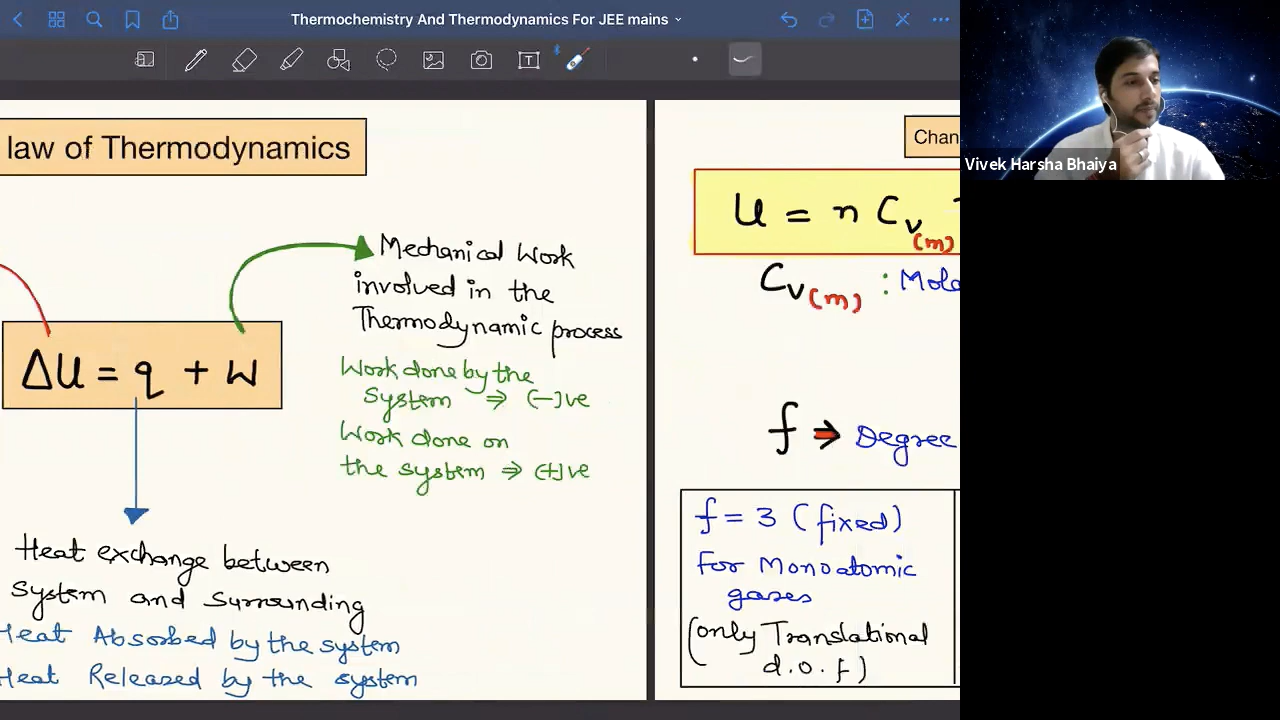 Thermochemistry And Thermodynamics For JEE mains
law of Thermodynamics
Mechanical Work
involved in the
Thermodynamic process
ΔU = q + w
Work done by the
System ⇒ (-)ve
Work done on
the system ⇒ (+)ve
Heat exchange between
System and Surrounding
Heat Absorbed by the system
Heat Released by the system
Chan
U = n Cv(m)
Cv(m) : Mola
f ⇒ Degree
f = 3 (fixed)
For Monoatomic
gases
(only Translational
d.o.f)
Vivek Harsha Bhaiya